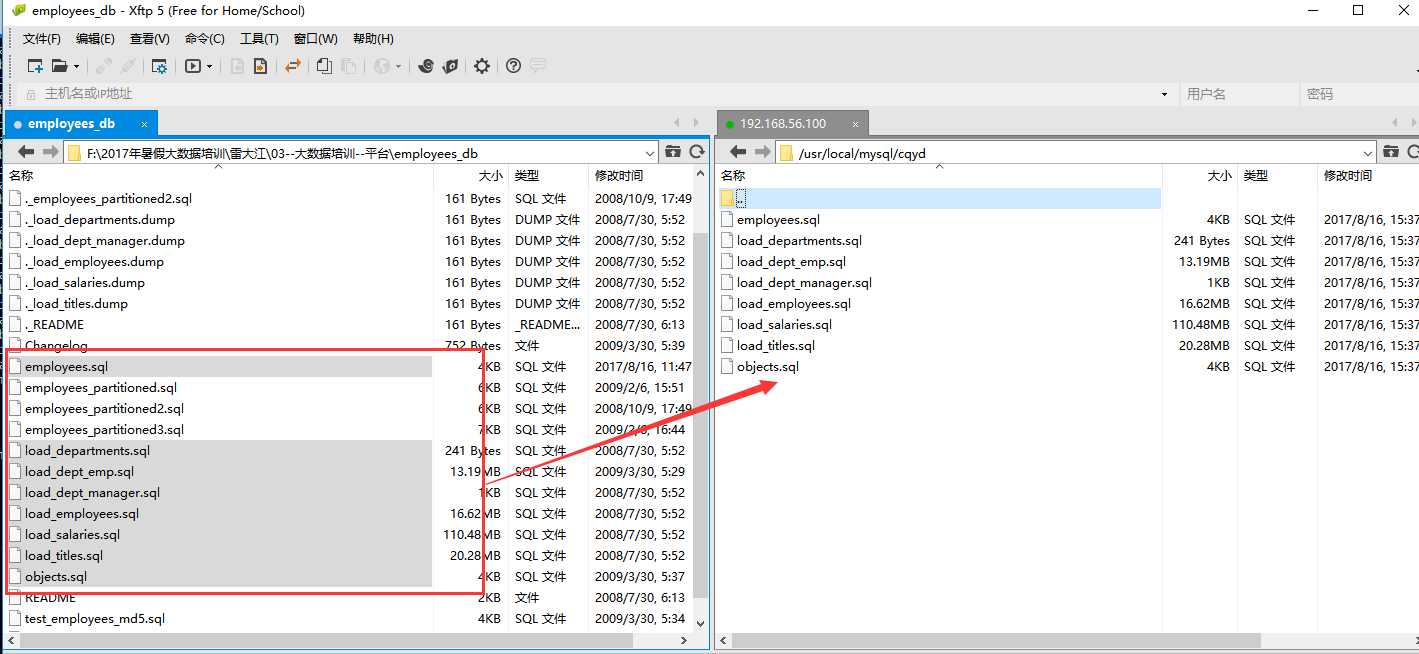 employees_db - Xftp 5 (Free for Home/School)
文件(F) 编辑(E) 查看(V) 命令(C) 工具(T) 窗口(W) 帮助(H)
主机名或IP地址 用户名 密码
employees_db × 192.168.56.100 ×
F:\2017年暑假大数据培训\雷大江\03--大数据培训--平台\employees_db /usr/local/mysql/cqyd
名称 大小 类型 修改时间 名称 大小 类型 修改时间
._employees_partitioned2.sql 161 Bytes SQL 文件 2008/10/9, 17:49 ..
._load_departments.dump 161 Bytes DUMP 文件 2008/7/30, 5:52 employees.sql 4KB SQL 文件 2017/8/16, 15:37
._load_dept_manager.dump 161 Bytes DUMP 文件 2008/7/30, 5:52 load_departments.sql 241 Bytes SQL 文件 2017/8/16, 15:37
._load_employees.dump 161 Bytes DUMP 文件 2008/7/30, 5:52 load_dept_emp.sql 13.19MB SQL 文件 2017/8/16, 15:37
._load_salaries.dump 161 Bytes DUMP 文件 2008/7/30, 5:52 load_dept_manager.sql 1KB SQL 文件 2017/8/16, 15:37
._load_titles.dump 161 Bytes DUMP 文件 2008/7/30, 5:52 load_employees.sql 16.62MB SQL 文件 2017/8/16, 15:37
._README 161 Bytes _README... 2008/7/30, 6:13 load_salaries.sql 110.48MB SQL 文件 2017/8/16, 15:37
Changelog 752 Bytes 文件 2009/3/30, 5:39 load_titles.sql 20.28MB SQL 文件 2017/8/16, 15:37
employees.sql 4KB SQL 文件 2017/8/16, 11:47 objects.sql 4KB SQL 文件 2017/8/16, 15:37
employees_partitioned.sql 6KB SQL 文件 2009/2/6, 15:51
employees_partitioned2.sql 6KB SQL 文件 2008/10/9, 17:49
employees_partitioned3.sql 7KB SQL 文件 2009/2/6, 16:44
load_departments.sql 241 Bytes SQL 文件 2008/7/30, 5:52
load_dept_emp.sql 13.19MB SQL 文件 2009/3/30, 5:29
load_dept_manager.sql 1KB SQL 文件 2008/7/30, 5:52
load_employees.sql 16.62MB SQL 文件 2008/7/30, 5:52
load_salaries.sql 110.48MB SQL 文件 2008/7/30, 5:52
load_titles.sql 20.28MB SQL 文件 2008/7/30, 5:52
objects.sql 4KB SQL 文件 2009/3/30, 5:37
README 2KB 文件 2008/7/30, 6:13
test_employees_md5.sql 4KB SQL 文件 2009/3/30, 5:34